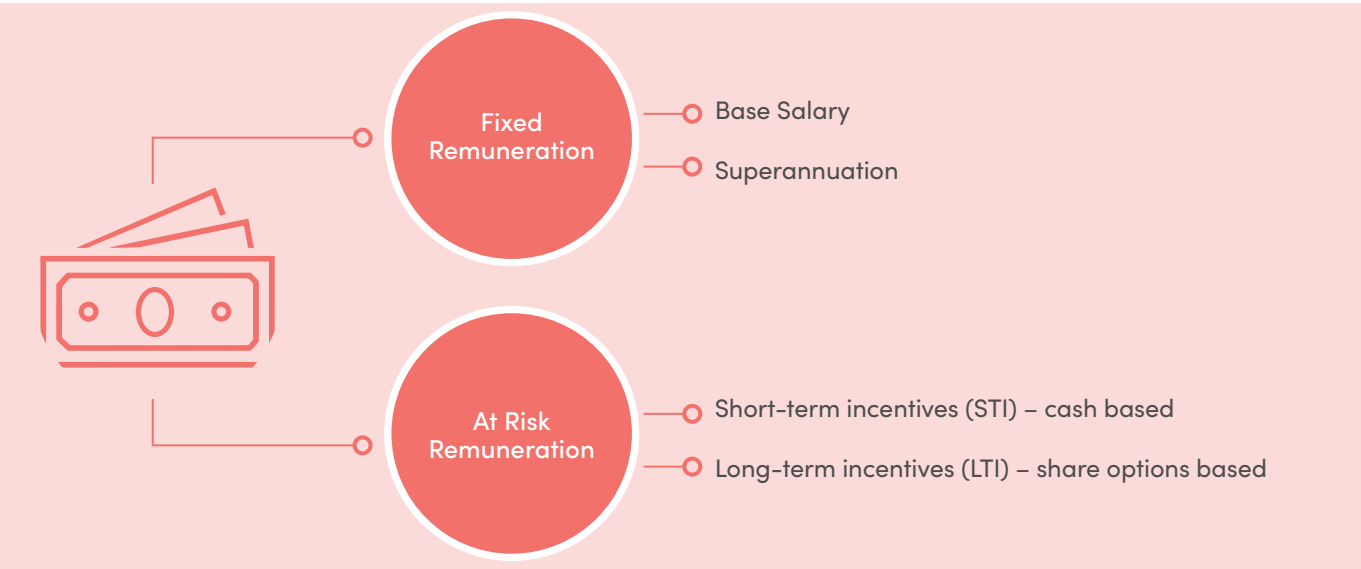 Fixed
Remuneration
Base Salary
Superannuation
At Risk
Remuneration
Short-term incentives (STI) – cash based
Long-term incentives (LTI) – share options based